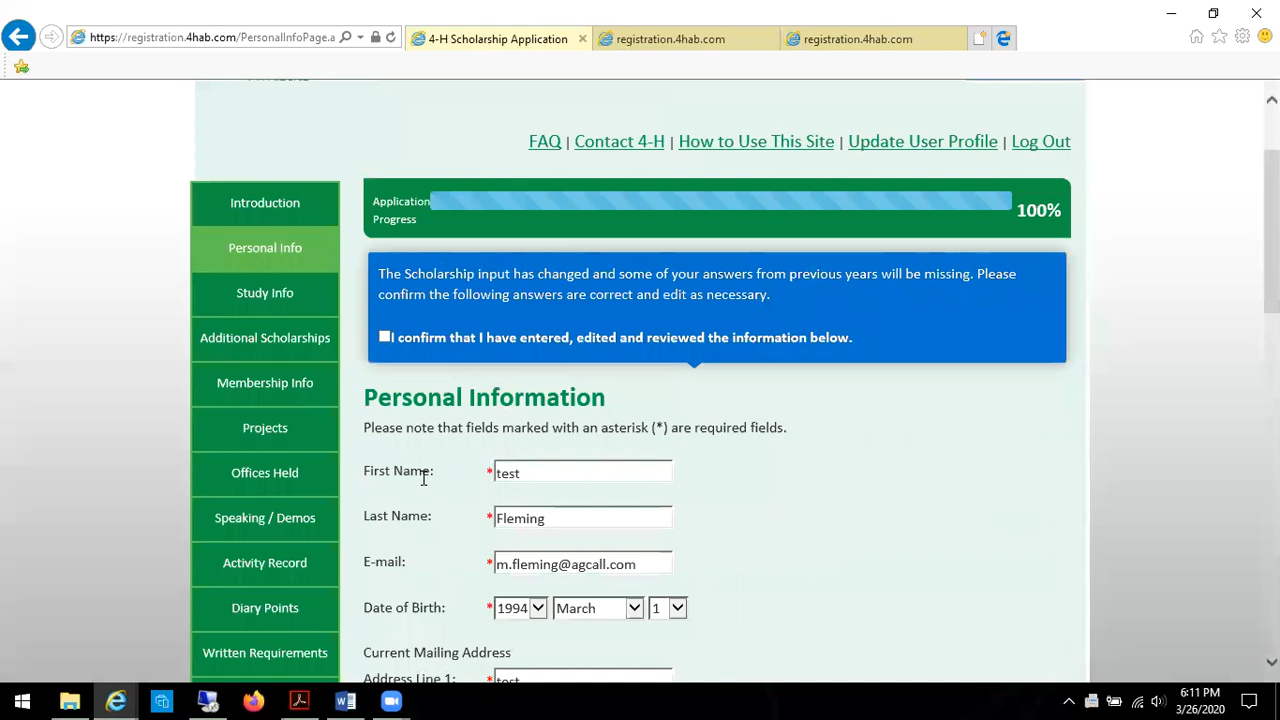 https://registration.4hab.com/PersonalInfoPage.a
4-H Scholarship Application
registration.4hab.com
registration.4hab.com
FAQ | Contact 4-H | How to Use This Site | Update User Profile | Log Out
Introduction
Personal Info
Study Info
Additional Scholarships
Membership Info
Projects
Offices Held
Speaking / Demos
Activity Record
Diary Points
Written Requirements
Application
Progress
100%
The Scholarship input has changed and some of your answers from previous years will be missing. Please
confirm the following answers are correct and edit as necessary.
I confirm that I have entered, edited and reviewed the information below.
Personal Information
Please note that fields marked with an asterisk (*) are required fields.
First Name: * test
Last Name: * Fleming
E-mail: * m.fleming@agcall.com
Date of Birth: * 1994 March 1
Current Mailing Address
Address Line 1: * test
6:11 PM
3/26/2020